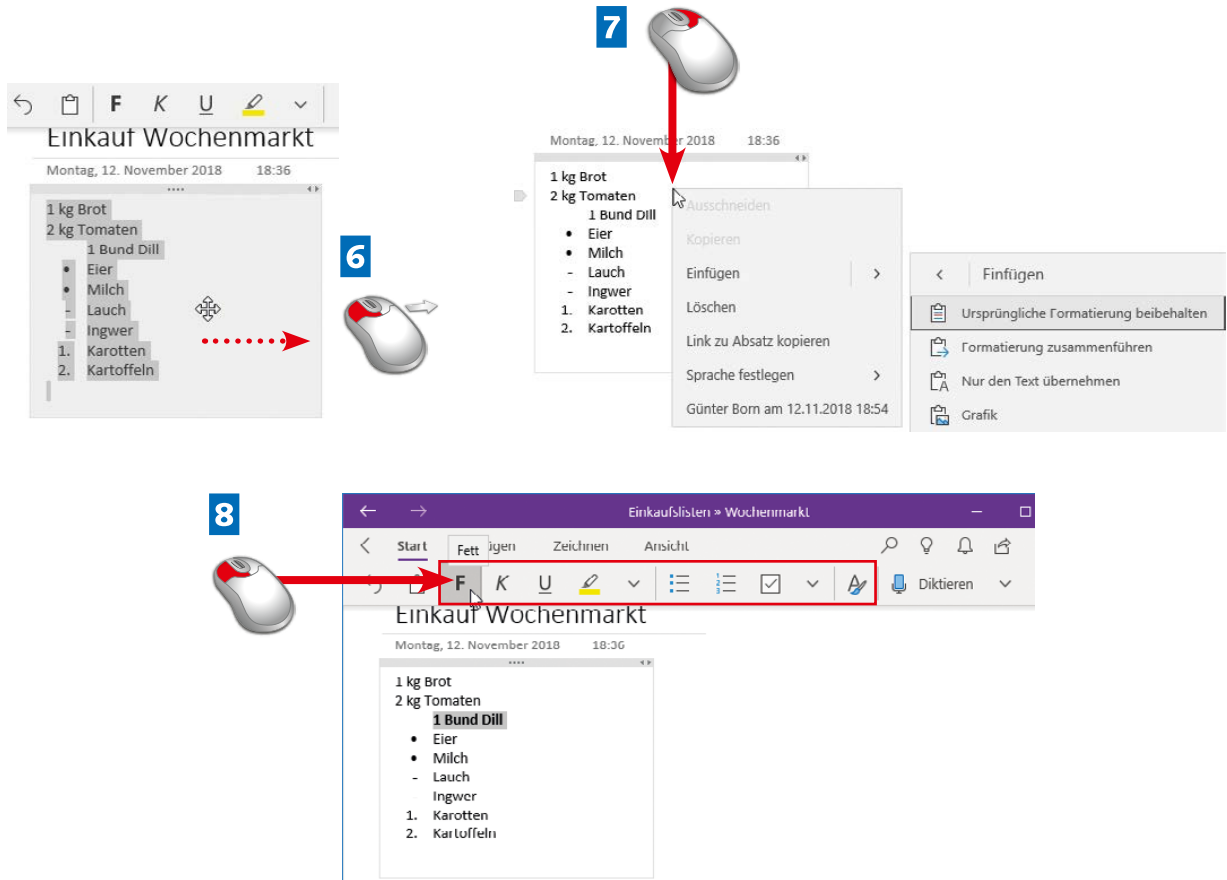 7
F K U
Einkauf Wochenmarkt
Montag, 12. November 2018 18:36
1 kg Brot
2 kg Tomaten
1 Bund Dill
• Eier
• Milch
- Lauch
- Ingwer
1. Karotten
2. Kartoffeln
6
Montag, 12. November 2018 18:36
1 kg Brot
2 kg Tomaten
1 Bund Dill
• Eier
• Milch
- Lauch
- Ingwer
1. Karotten
2. Kartoffeln
Ausschneiden
Kopieren
Einfügen
Löschen
Link zu Absatz kopieren
Sprache festlegen
Günter Born am 12.11.2018 18:54
Einfügen
Ursprüngliche Formatierung beibehalten
Formatierung zusammenführen
Nur den Text übernehmen
Grafik
8
Einkaufslisten » Wochenmarkt
Start Fett ügen Zeichnen Ansicht
F K U Diktieren
Einkauf Wochenmarkt
Montag, 12. November 2018 18:36
1 kg Brot
2 kg Tomaten
1 Bund Dill
• Eier
• Milch
- Lauch
Ingwer
1. Karotten
2. Kartoffeln